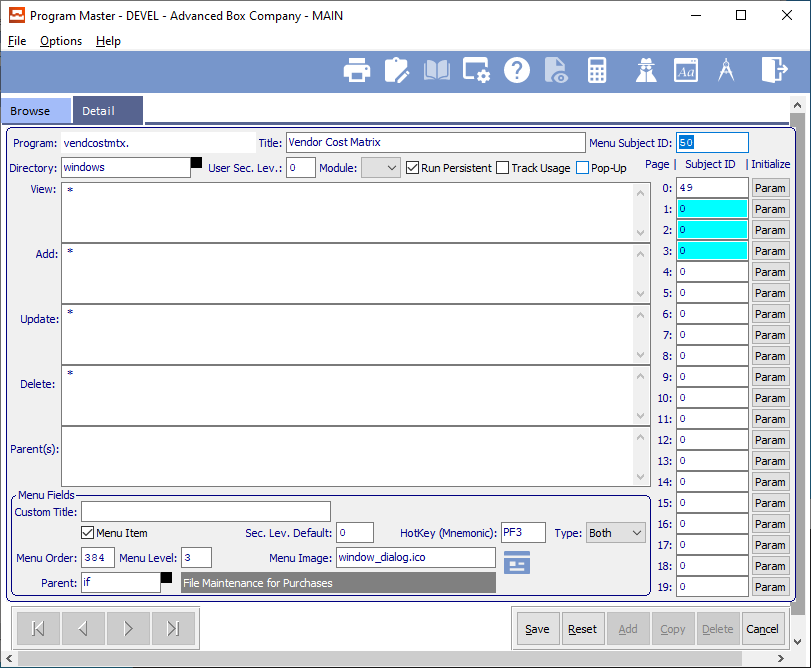 Program Master - DEVEL - Advanced Box Company - MAIN
File Options Help
Browse Detail
Program: vendcostmtx. Title: Vendor Cost Matrix Menu Subject ID: 50
Directory: windows User Sec. Lev.: 0 Module: Run Persistent Track Usage Pop-Up Page | Subject ID | Initialize
View: * 0: 49 Param
1: 0 Param
2: 0 Param
Add: * 3: 0 Param
4: 0 Param
5: 0 Param
Update: * 6: 0 Param
7: 0 Param
8: 0 Param
Delete: * 9: 0 Param
10: 0 Param
11: 0 Param
Parent(s): 12: 0 Param
13: 0 Param
14: 0 Param
Menu Fields
Custom Title: 15: 0 Param
Menu Item Sec. Lev. Default: 0 HotKey (Mnemonic): PF3 Type: Both 16: 0 Param
17: 0 Param
Menu Order: 384 Menu Level: 3 Menu Image: window_dialog.ico 18: 0 Param
Parent: if File Maintenance for Purchases 19: 0 Param
Save Reset Add Copy Delete Cancel